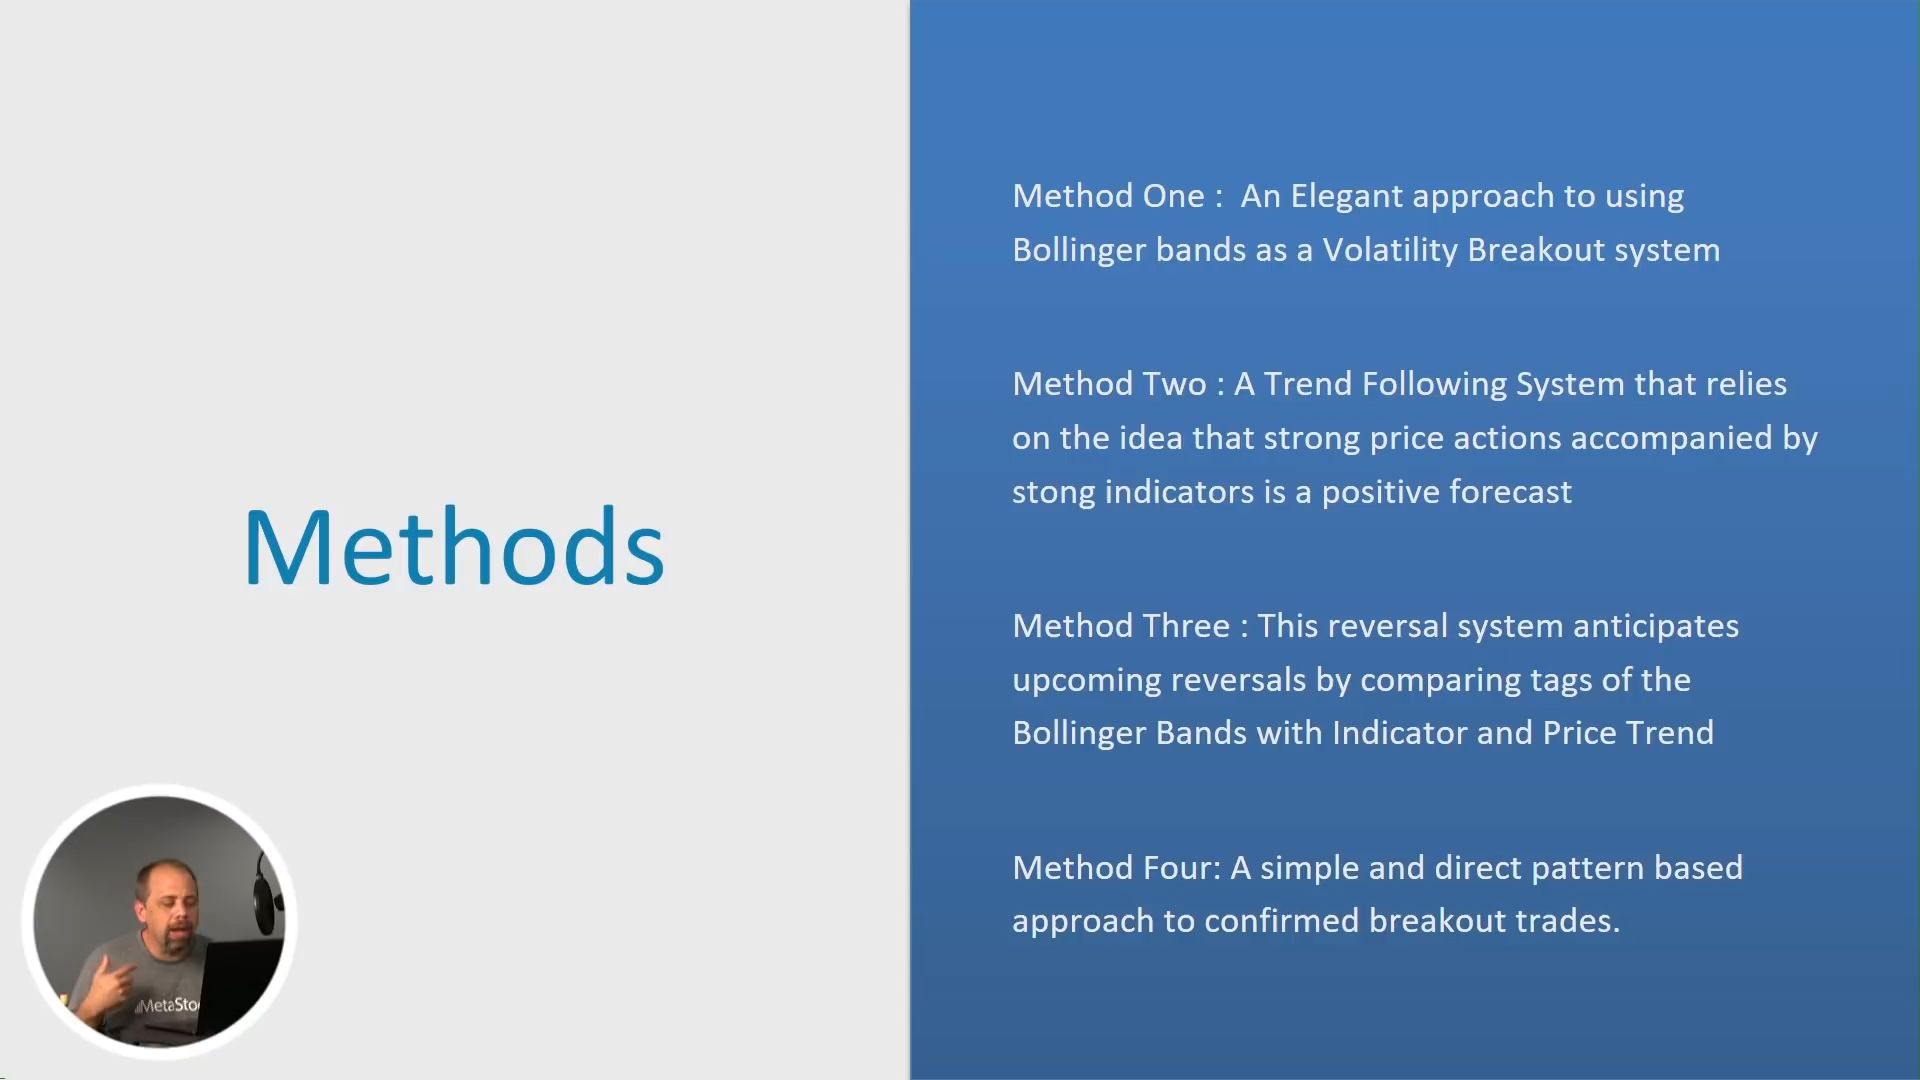 Methods
Method One :  An Elegant approach to using
Bollinger bands as a Volatility Breakout system
Method Two : A Trend Following System that relies
on the idea that strong price actions accompanied by
stong indicators is a positive forecast
Method Three : This reversal system anticipates
upcoming reversals by comparing tags of the
Bollinger Bands with Indicator and Price Trend
Method Four: A simple and direct pattern based
approach to confirmed breakout trades.
MetaSto